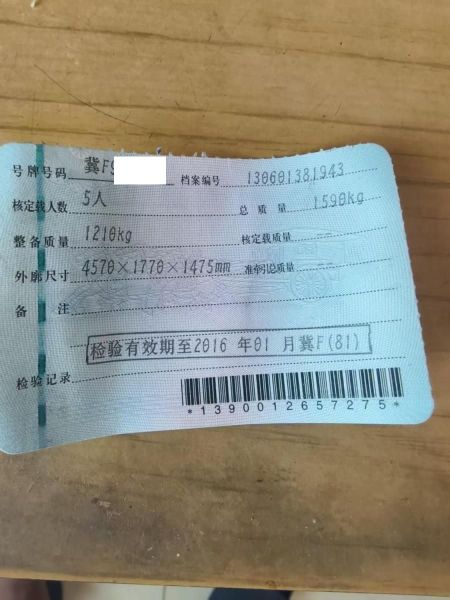 号牌号码 冀F9 档案编号 130601381943
核定载人数 5人 总质量 1590kg
整备质量 1210kg 核定载质量 --
外廓尺寸 4570×1770×1475mm 准牵引总质量 --
备注
检验有效期至2016 年01 月冀F(81)
检验记录
*1390012657275*